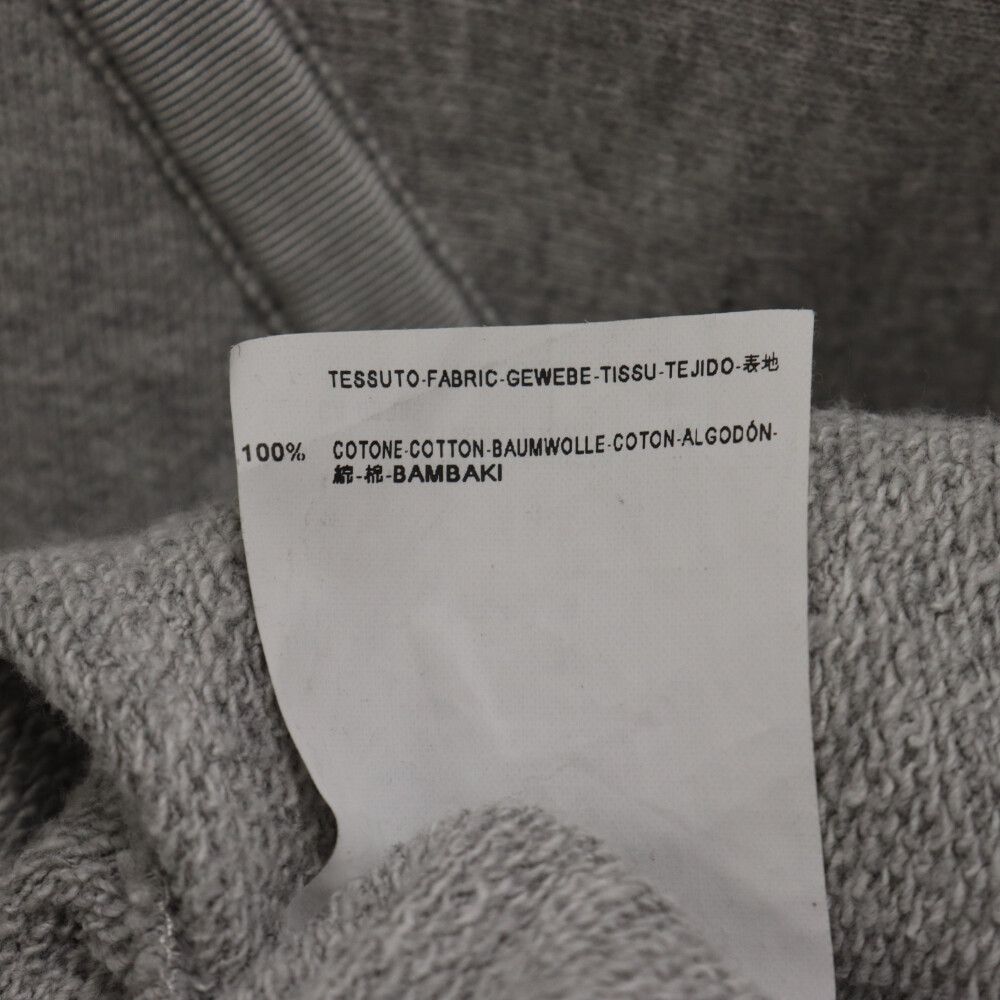 TESSUTO-FABRIC-GEWEBE-TISSU-TEJIDO-表地
100% COTONE-COTTON-BAUMWOLLE-COTON-ALGODÓN-
綿-棉-BAMBAKI